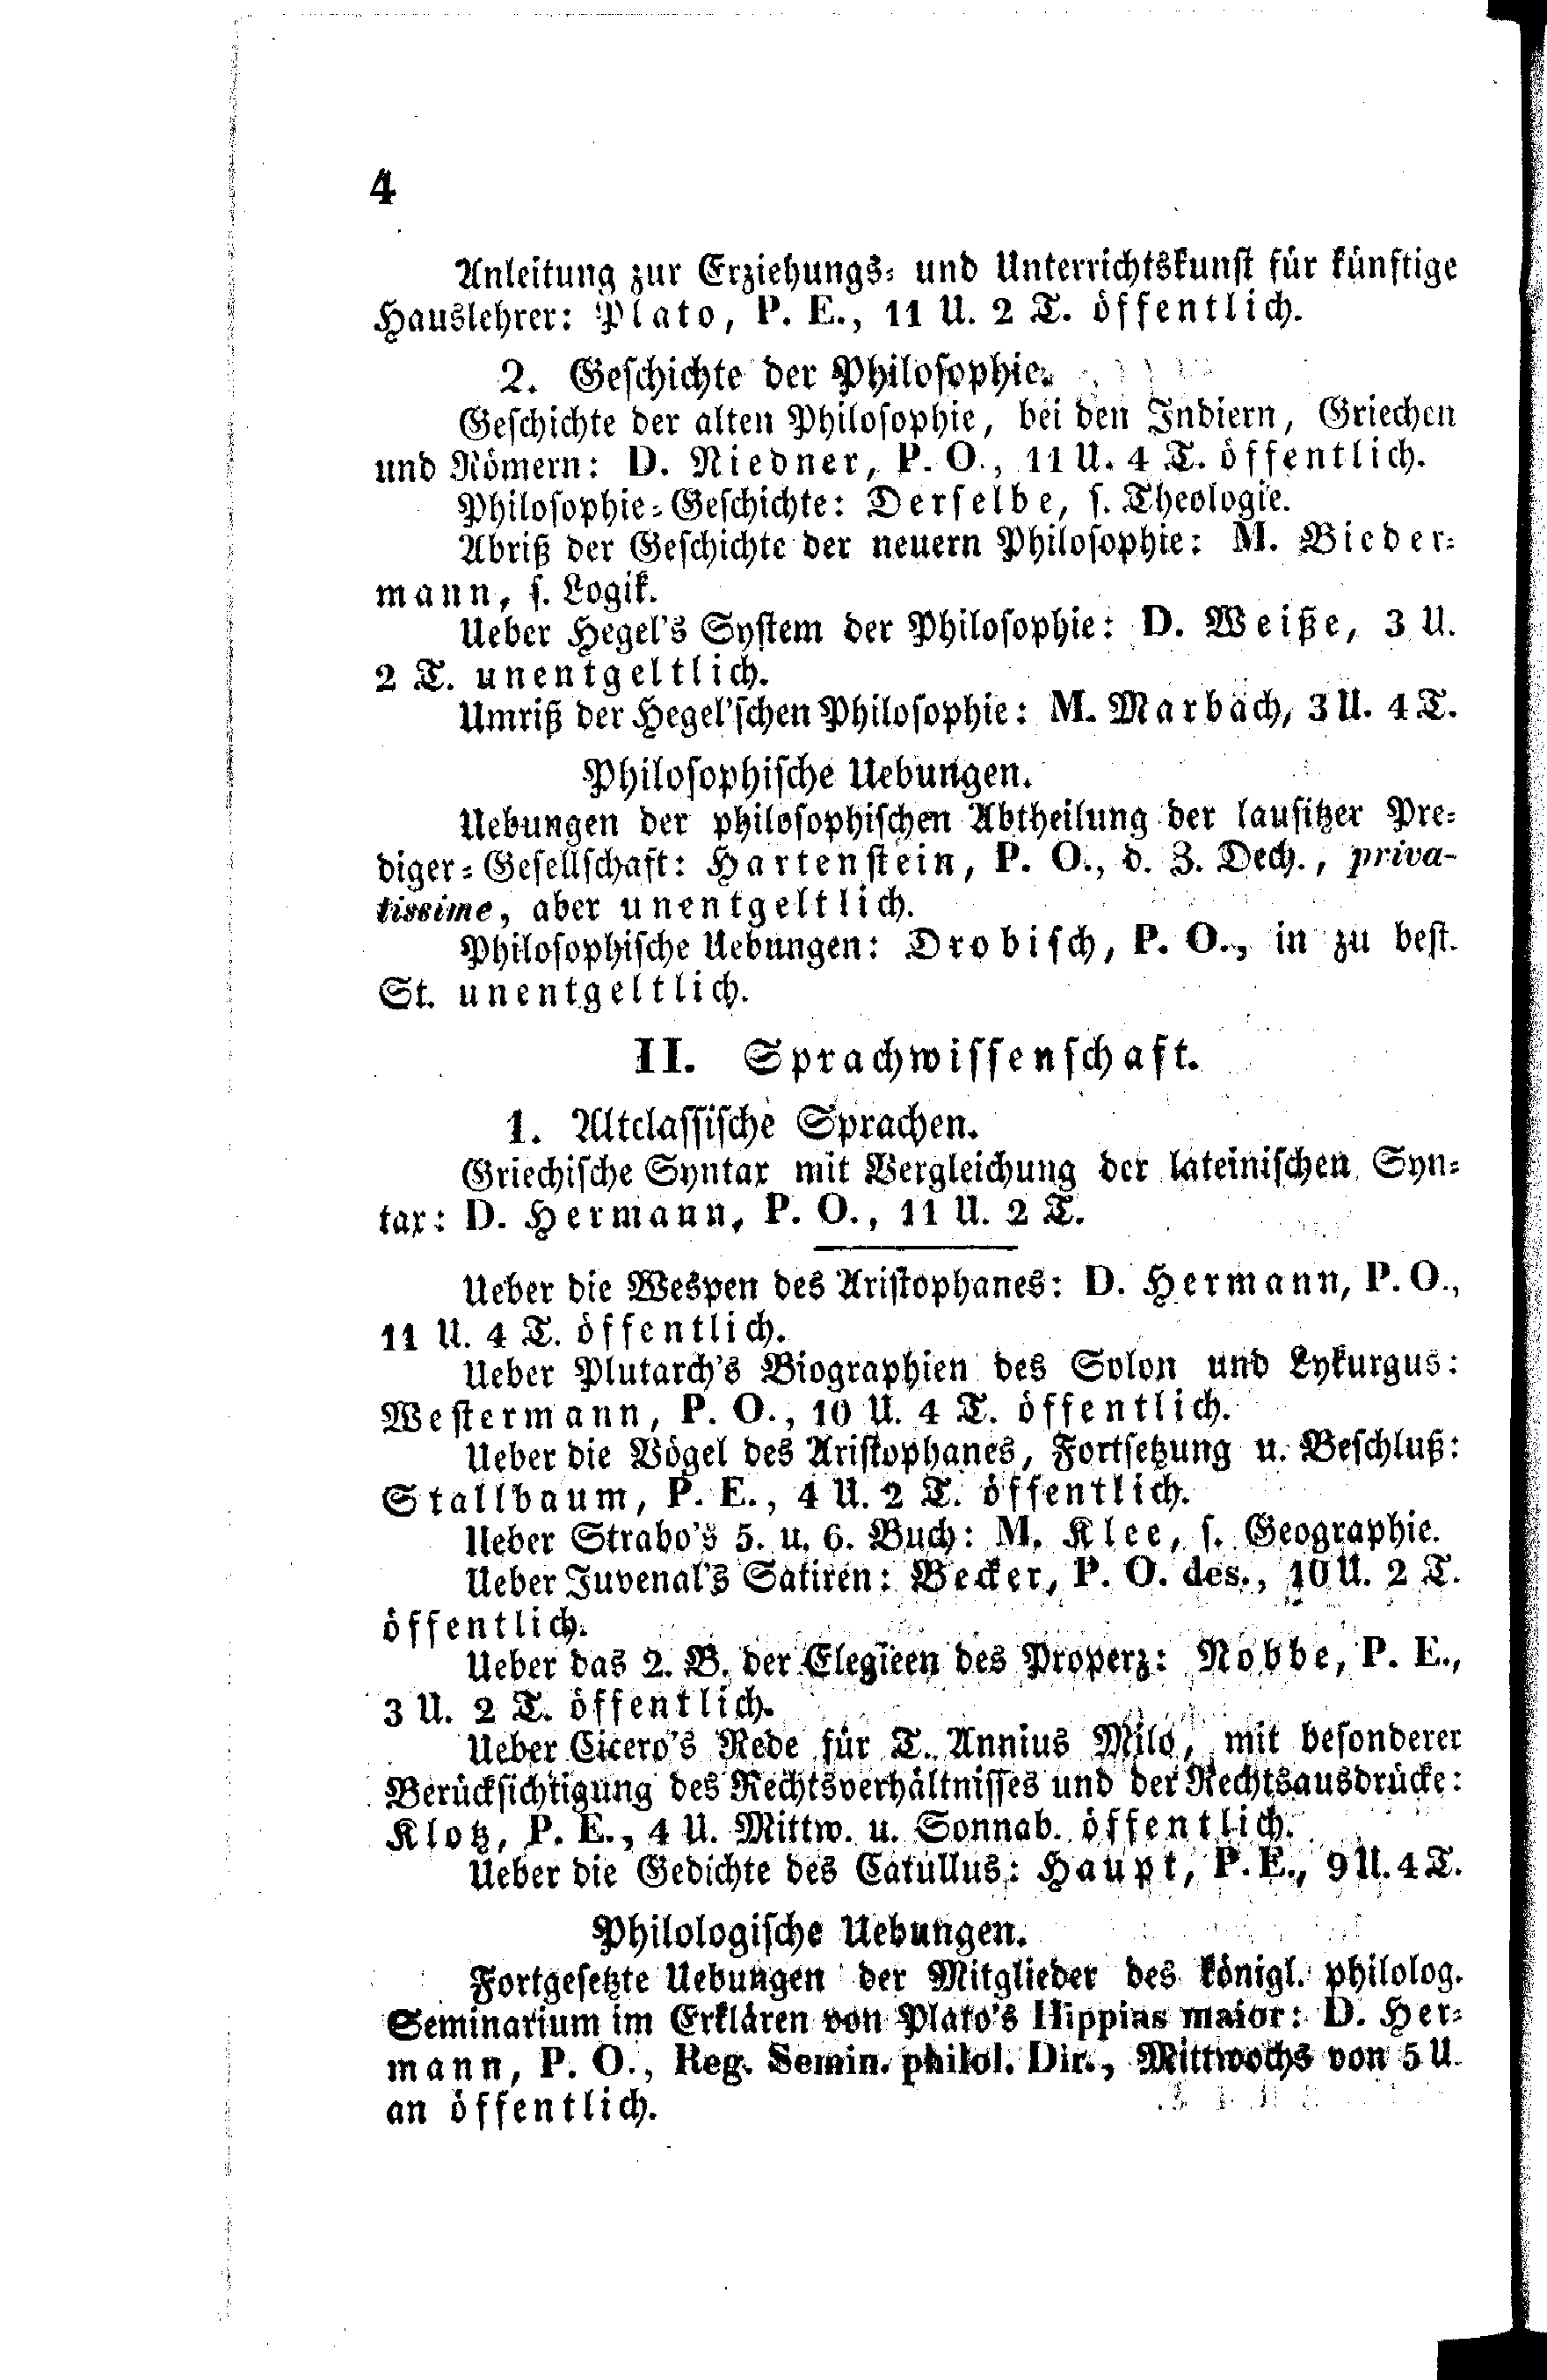 4
Anleitung zur Erziehungs- und Unterrichtskunst für künftige
Hauslehrer: Plato, P. E., 11 U. 2 T. öffentlich.
2. Geschichte der Philosophie.
Geschichte der alten Philosophie, bei den Indiern, Griechen
und Römern: D. Niedner, P. O., 11 U. 4 T. öffentlich.
Philosophie-Geschichte: Derselbe, s. Theologie.
Abriß der Geschichte der neuern Philosophie: M. Bieder-
mann, s. Logik.
Ueber Hegel's System der Philosophie: D. Weiße, 3 U.
2 T. unentgeltlich.
Umriß der Hegel'schen Philosophie: M. Marbach, 3 U. 4 T.
Philosophische Uebungen.
Uebungen der philosophischen Abtheilung der lausitzer Pre-
diger-Gesellschaft: Hartenstein, P. O., d. Z. Dech., priva-
tissime, aber unentgeltlich.
Philosophische Uebungen: Drobisch, P. O., in zu best.
St. unentgeltlich.
II. Sprachwissenschaft.
1. Altclassische Sprachen.
Griechische Syntax mit Vergleichung der lateinischen Syn-
tax: D. Hermann, P. O., 11 U. 2 T.
Ueber die Wespen des Aristophanes: D. Hermann, P. O.,
11 U. 4 T. öffentlich.
Ueber Plutarch's Biographien des Solon und Lykurgus:
Westermann, P. O., 10 U. 4 T. öffentlich.
Ueber die Vögel des Aristophanes, Fortsetzung u. Beschluß:
Stallbaum, P. E., 4 U. 2 T. öffentlich.
Ueber Strabo's 5. u. 6. Buch: M. Klee, s. Geographie.
Ueber Juvenal's Satiren: Becker, P. O. des., 10 U. 2 T.
öffentlich.
Ueber das 2. B. der Elegieen des Properz: Nobbe, P. E.,
3 U. 2 T. öffentlich.
Ueber Cicero's Rede für T. Annius Milo, mit besonderer
Berücksichtigung des Rechtsverhältnisses und der Rechtsausdrücke:
Klotz, P. E., 4 U. Mittw. u. Sonnab. öffentlich.
Ueber die Gedichte des Catullus: Haupt, P. E., 9 U. 4 T.
Philologische Uebungen.
Fortgesetzte Uebungen der Mitglieder des königl. philolog.
Seminarium im Erklären von Plato's Hippias maior: D. Her-
mann, P. O., Reg. Semin. philol. Dir., Mittwochs von 5 U.
an öffentlich.